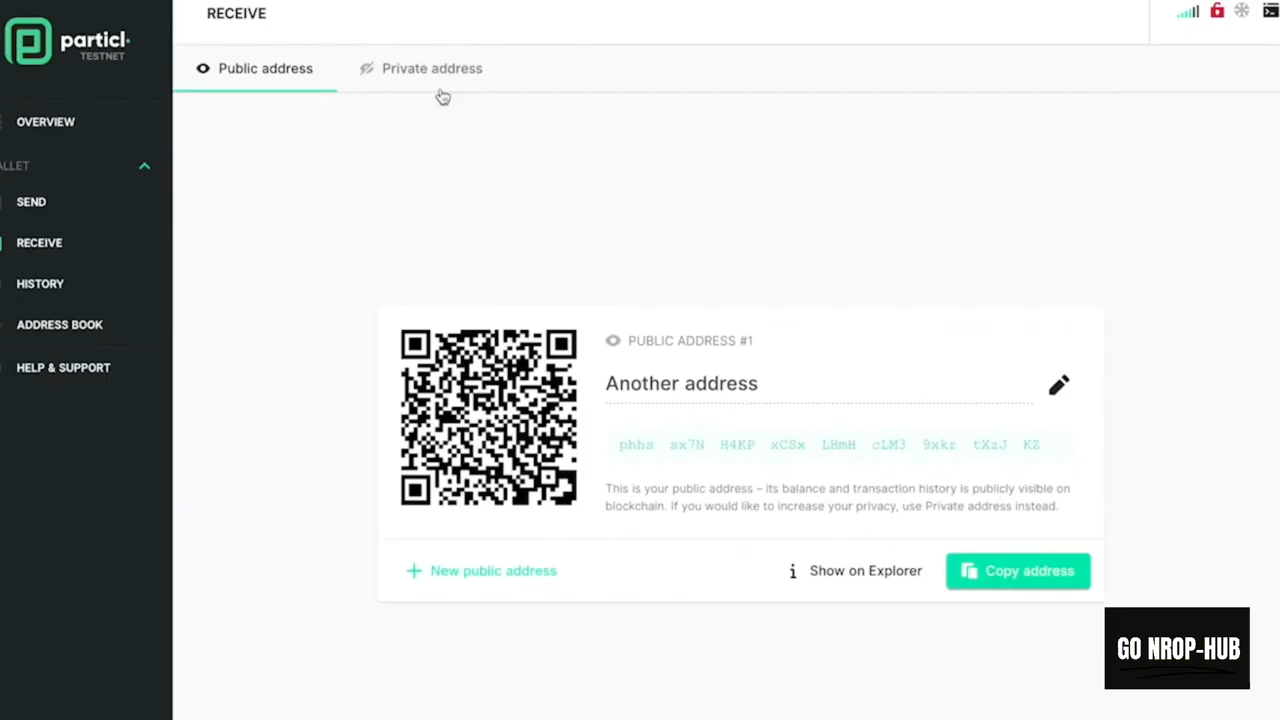 RECEIVE
particl
TESTNET
Public address
Private address
OVERVIEW
ALLET
SEND
RECEIVE
HISTORY
ADDRESS BOOK
HELP & SUPPORT
PUBLIC ADDRESS #1
Another address
phhs sx7N H4KP xCSx LHmH cLM3 9xkr tXzJ KZ
This is your public address – its balance and transaction history is publicly visible on
blockchain. If you would like to increase your privacy, use Private address instead.
New public address
Show on Explorer
Copy address
GO NROP-HUB